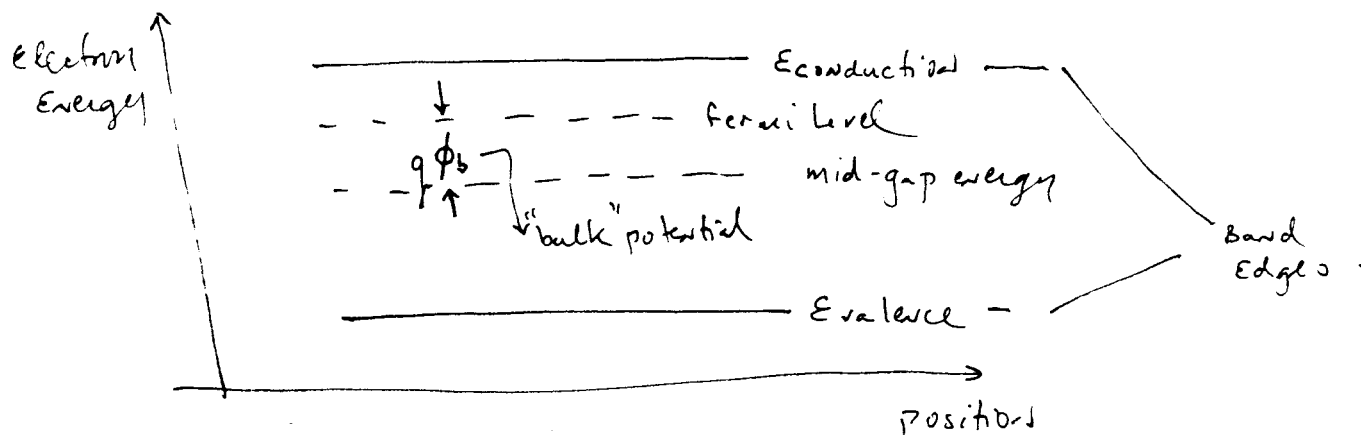 Electron
Energy
Econduction
fermi level
qϕb
mid-gap energy
"bulk" potential
Band
Edges
Evalence
position